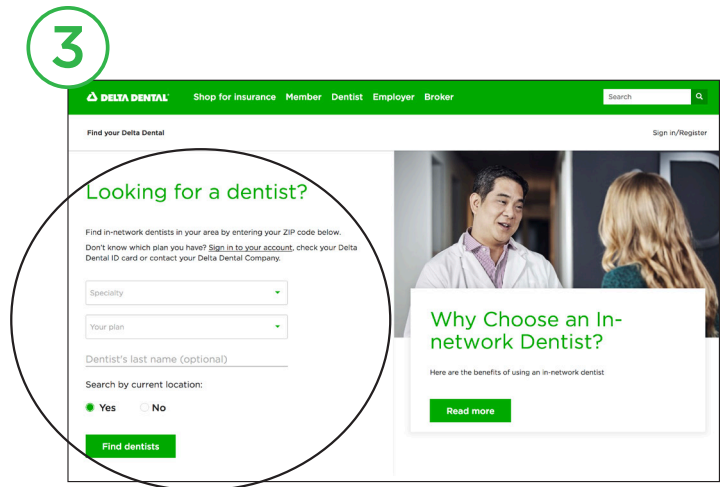 3
DELTA DENTAL Shop for insurance Member Dentist Employer Broker Search
Find your Delta Dental Sign in/Register
Looking for a dentist?
Find in-network dentists in your area by entering your ZIP code below.
Don't know which plan you have? Sign in to your account, check your Delta
Dental ID card or contact your Delta Dental Company.
Specialty
Your plan
Dentist's last name (optional)
Search by current location:
Yes No
Find dentists
Why Choose an In-
network Dentist?
Here are the benefits of using an in-network dentist
Read more